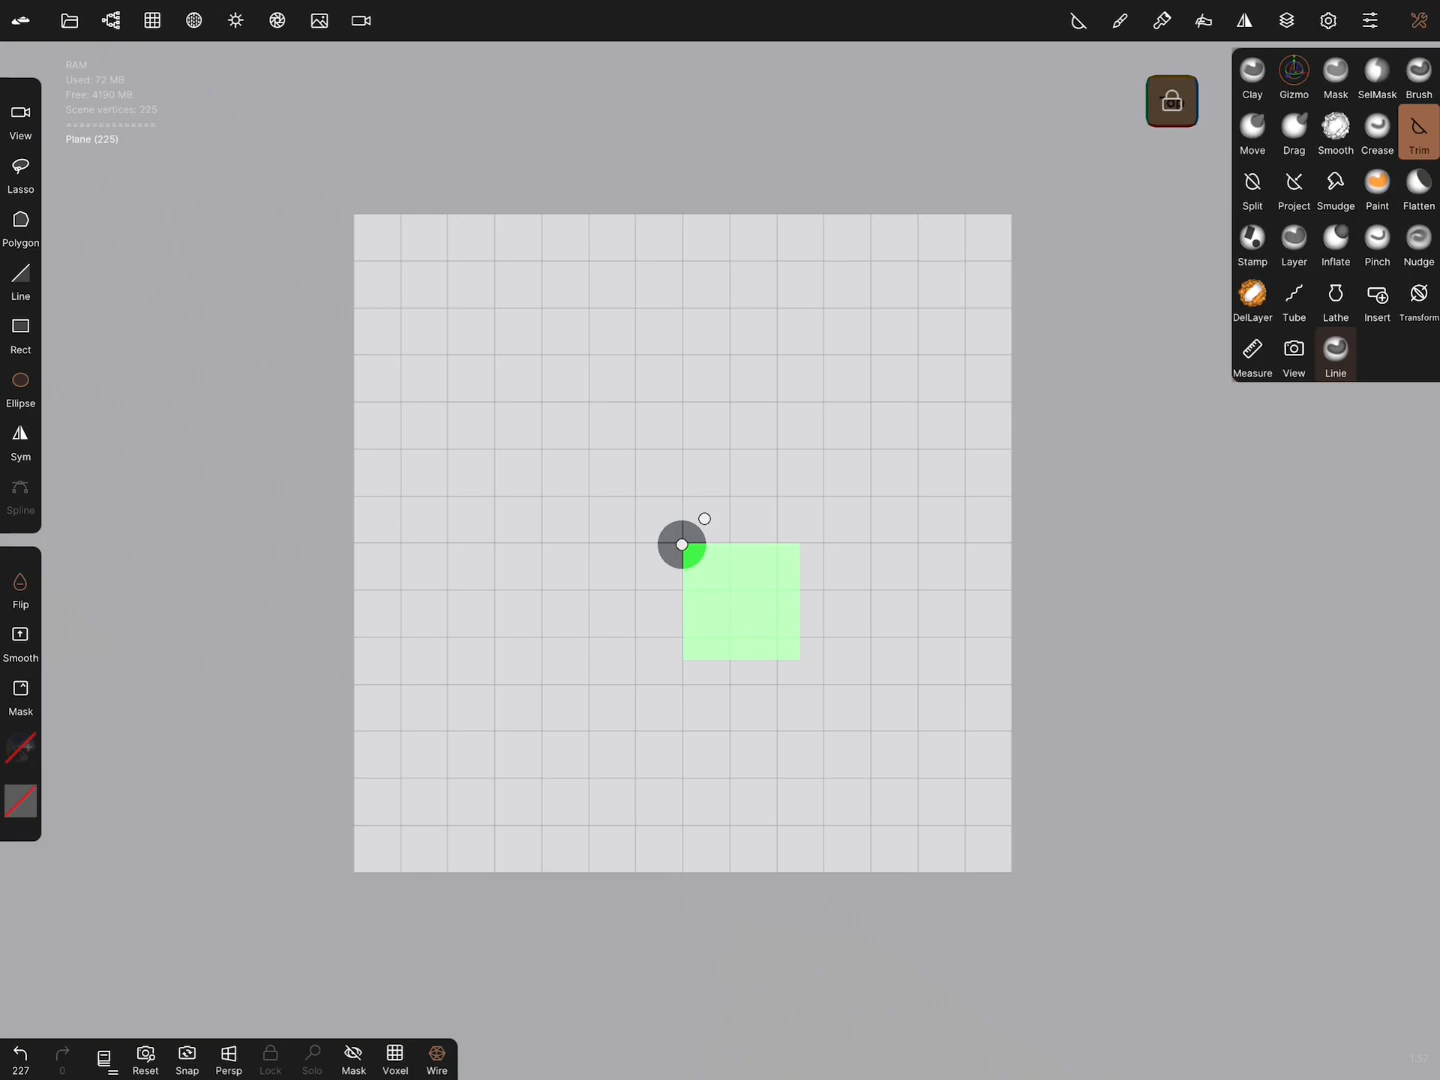 RAM
Used: 72 MB
Free: 4190 MB
Scene vertices: 225
==============
Plane (225)
View
Lasso
Polygon
Line
Rect
Ellipse
Sym
Spline
Flip
Smooth
Mask
Clay Gizmo Mask SelMask Brush
Move Drag Smooth Crease Trim
Split Project Smudge Paint Flatten
Stamp Layer Inflate Pinch Nudge
DelLayer Tube Lathe Insert Transform
Measure View Linie
227 0 Reset Snap Persp Lock Solo Mask Voxel Wire
1.57